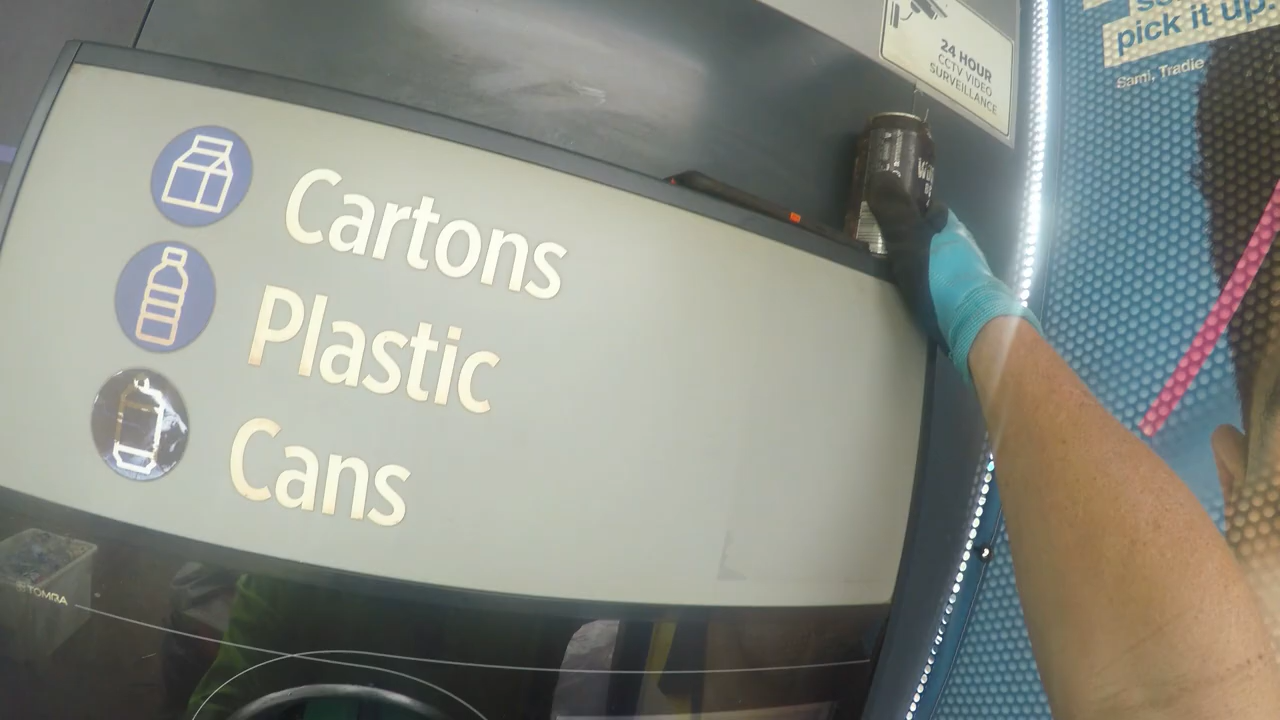 pick it up.
Sami, Tradie
24 HOUR
CCTV VIDEO
SURVEILLANCE
Cartons
Plastic
Cans
TOMRA